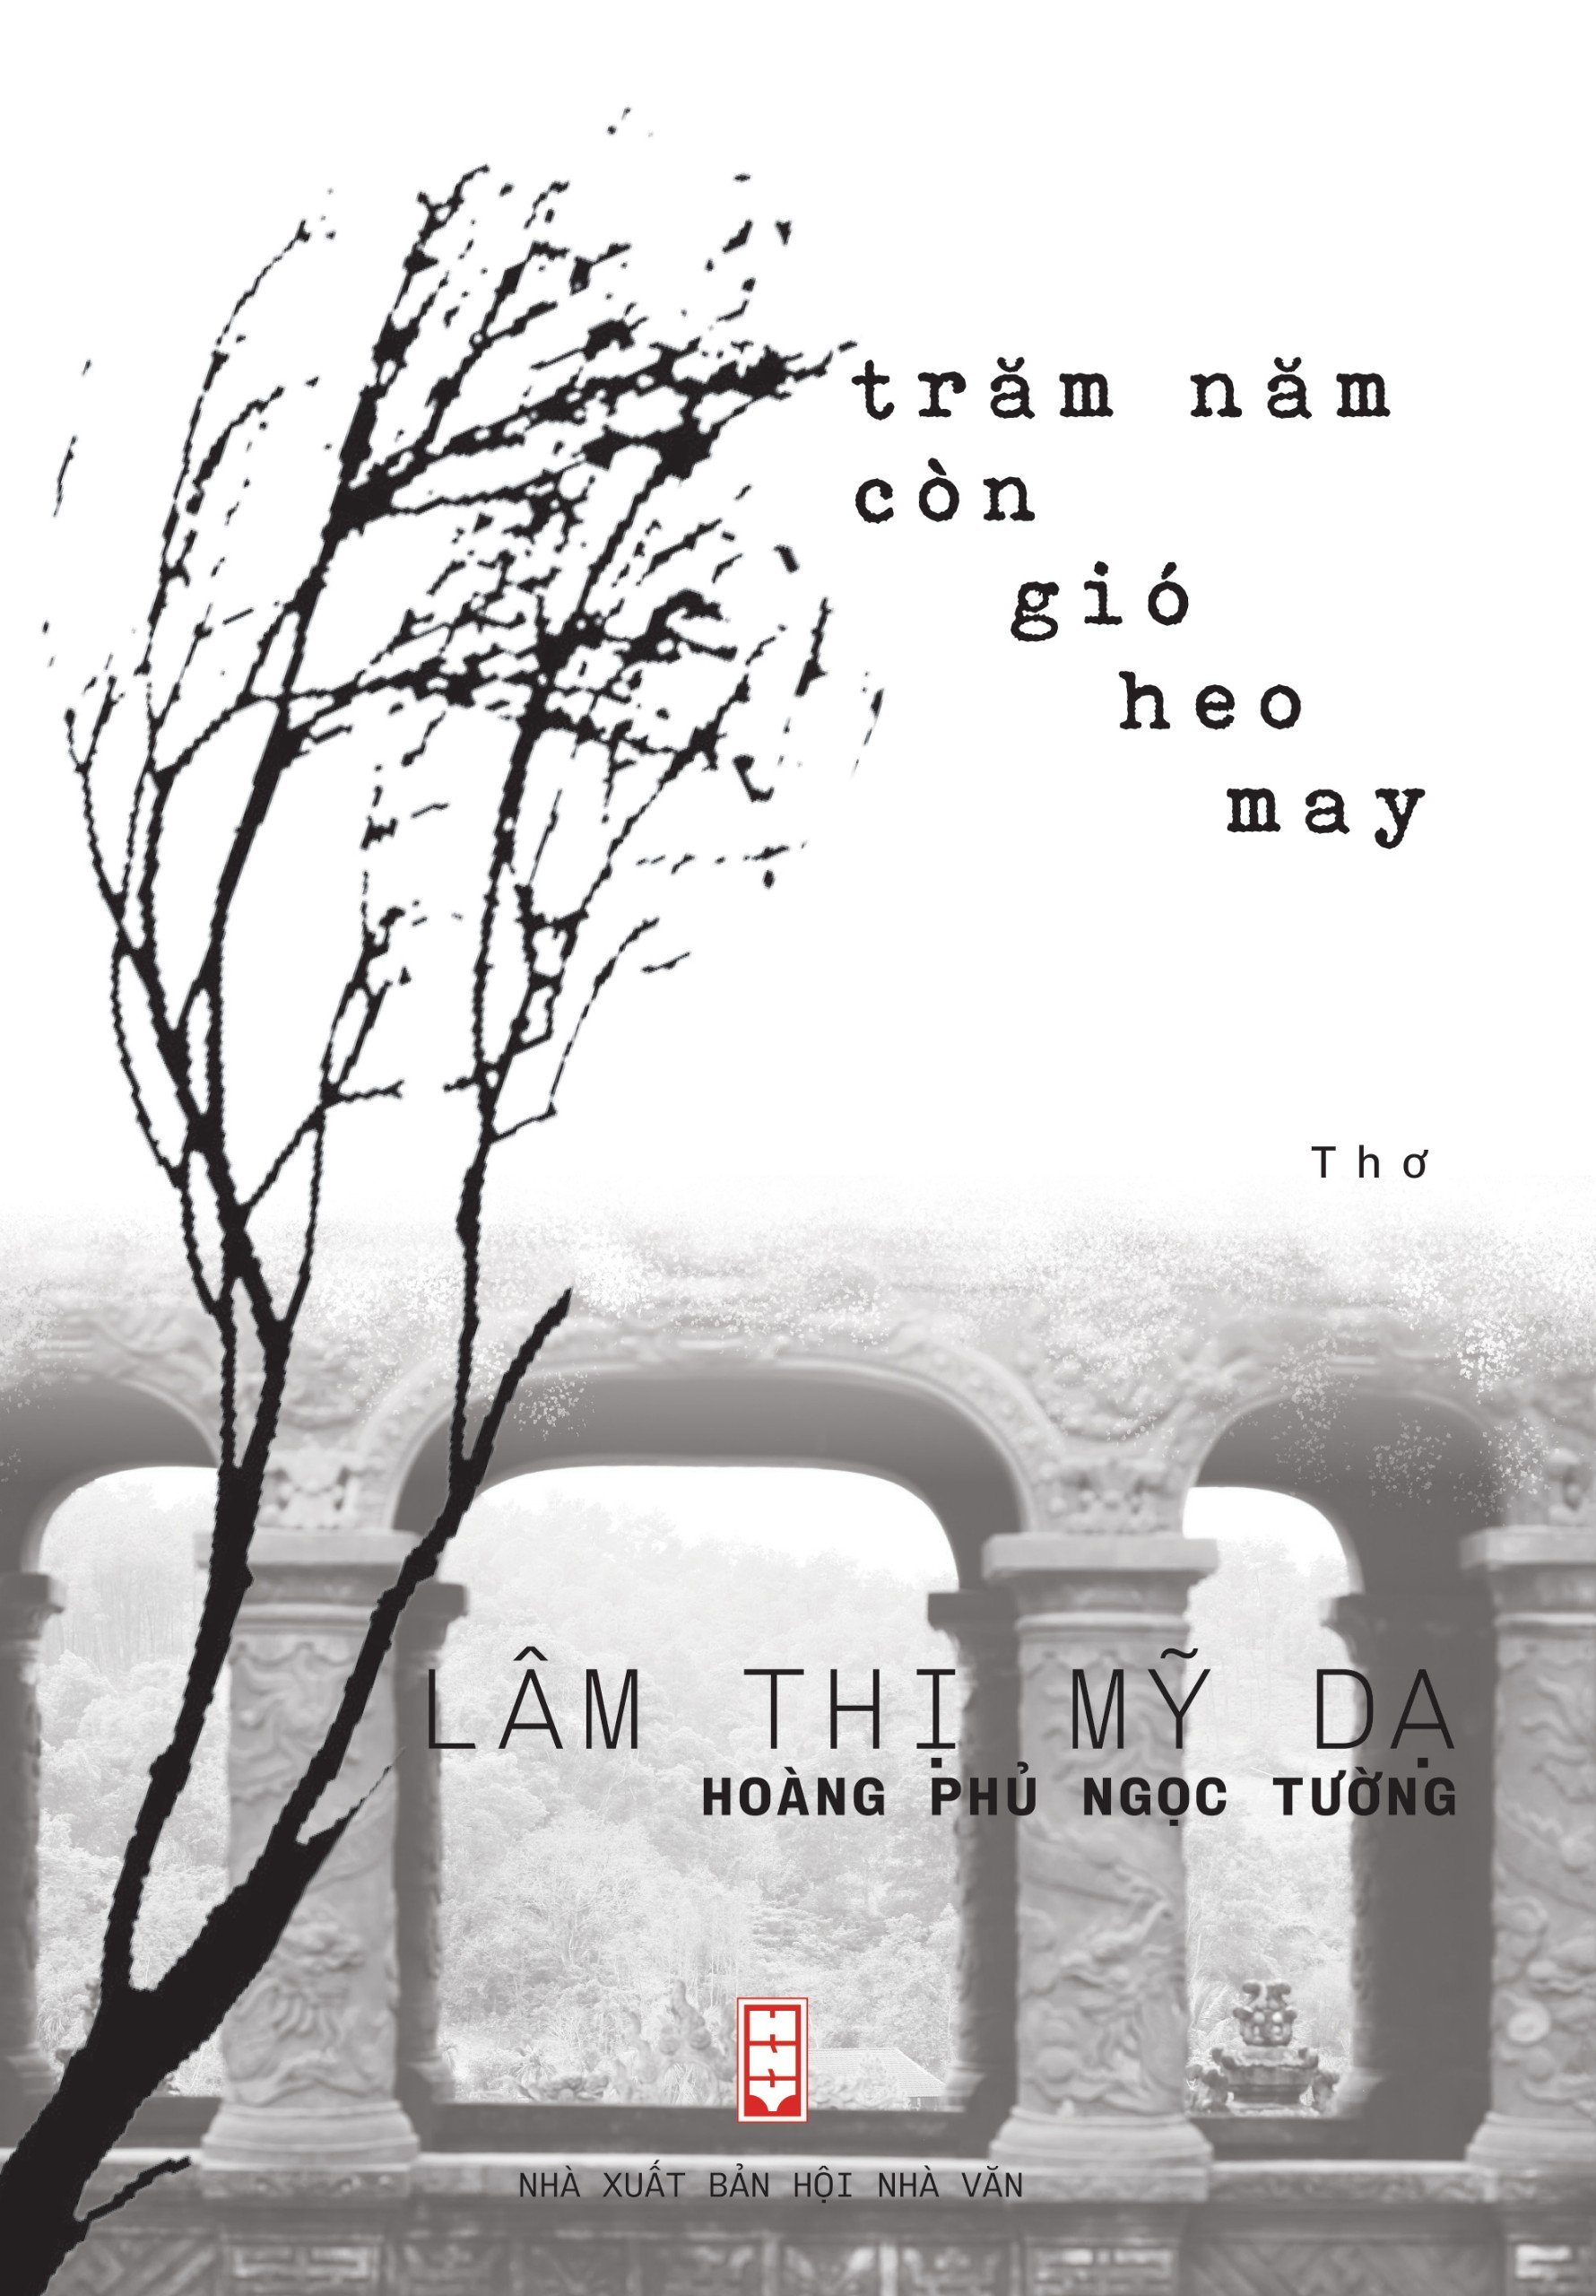 trăm năm
còn
gió
heo
may
Thơ
LÂM THỊ MỸ DẠ
HOÀNG PHỦ NGỌC TƯỜNG
NHÀ XUẤT BẢN HỘI NHÀ VĂN